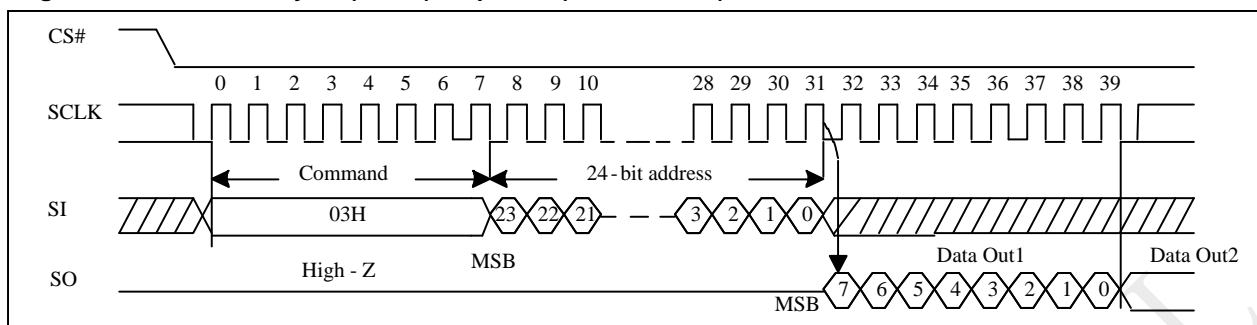 CS#
0 1 2 3 4 5 6 7 8 9 10 28 29 30 31 32 33 34 35 36 37 38 39
SCLK
Command 24-bit address
SI 03H 23 22 21 3 2 1 0
High - Z MSB Data Out1 Data Out2
SO MSB 7 6 5 4 3 2 1 0